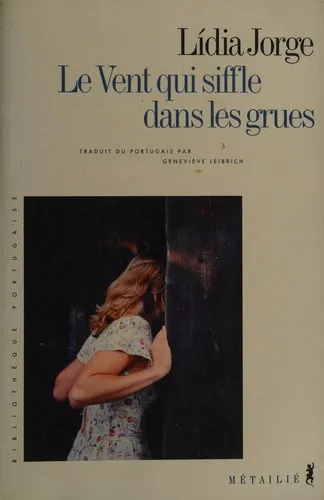 Lídia Jorge
Le Vent qui siffle
dans les grues
TRADUIT DU PORTUGAIS PAR
GENEVIÈVE LEIBRICH
BIBLIOTHÈQUE PORTUGAISE
MÉTAILIÉ